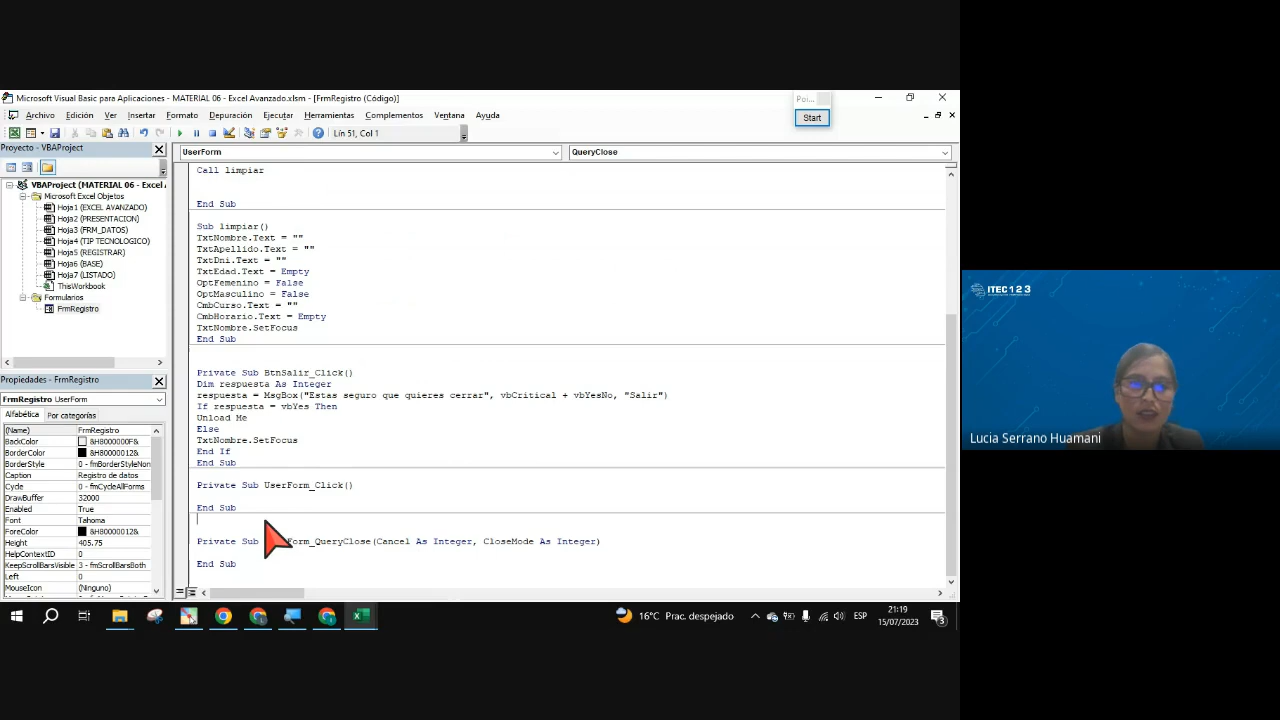 Microsoft Visual Basic para Aplicaciones - MATERIAL 06 - Excel Avanzado.xlsm - [FrmRegistro (Código)]
Poi...
Archivo Edición Ver Insertar Formato Depuración Ejecutar Herramientas Complementos Ventana Ayuda
Start
Lín 51, Col 1
Proyecto - VBAProject
UserForm
QueryClose
VBAProject (MATERIAL 06 - Excel A
Microsoft Excel Objetos
Hoja1 (EXCEL AVANZADO)
Hoja2 (PRESENTACION)
Hoja3 (FRM_DATOS)
Hoja4 (TIP TECNOLOGICO)
Hoja5 (REGISTRAR)
Hoja6 (BASE)
Hoja7 (LISTADO)
ThisWorkbook
Formularios
FrmRegistro
Propiedades - FrmRegistro
FrmRegistro UserForm
Alfabética Por categorías
(Name) FrmRegistro
BackColor &H8000000F&
BorderColor &H80000012&
BorderStyle 0 - fmBorderStyleNon
Caption Registro de datos
Cycle 0 - fmCycleAllForms
DrawBuffer 32000
Enabled True
Font Tahoma
ForeColor &H80000012&
Height 405.75
HelpContextID 0
KeepScrollBarsVisible 3 - fmScrollBarsBoth
Left 0
MouseIcon (Ninguno)
Call limpiar
End Sub
Sub limpiar()
TxtNombre.Text = ""
TxtApellido.Text = ""
TxtDni.Text = ""
TxtEdad.Text = Empty
OptFemenino = False
OptMasculino = False
CmbCurso.Text = ""
CmbHorario.Text = Empty
TxtNombre.SetFocus
End Sub
Private Sub BtnSalir_Click()
Dim respuesta As Integer
respuesta = MsgBox("Estas seguro que quieres cerrar", vbCritical + vbYesNo, "Salir")
If respuesta = vbYes Then
Unload Me
Else
TxtNombre.SetFocus
End If
End Sub
Private Sub UserForm_Click()
End Sub
Private Sub Form_QueryClose(Cancel As Integer, CloseMode As Integer)
End Sub
16°C Prac. despejado
ESP
21:19
15/07/2023
3
ITEC 1 2 3
Lucia Serrano Huamani